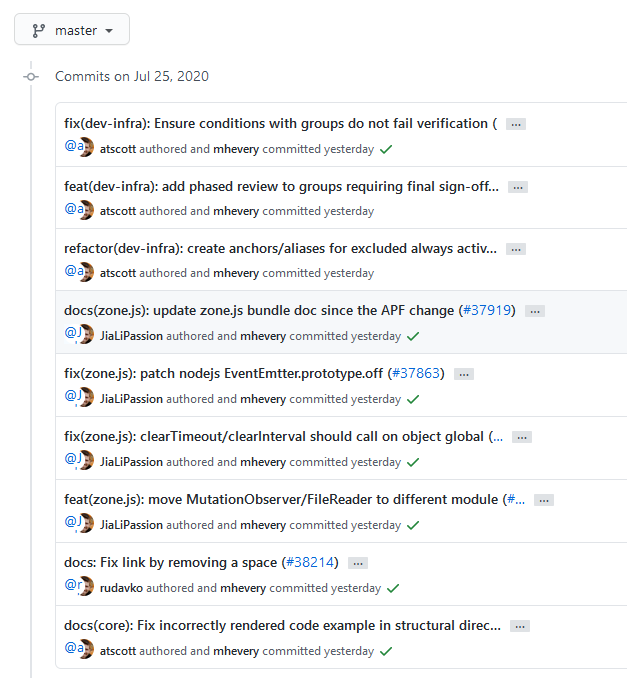 master
Commits on Jul 25, 2020
fix(dev-infra): Ensure conditions with groups do not fail verification ( ...
@a atscott authored and mhevery committed yesterday
feat(dev-infra): add phased review to groups requiring final sign-off... ...
@a atscott authored and mhevery committed yesterday
refactor(dev-infra): create anchors/aliases for excluded always activ... ...
@a atscott authored and mhevery committed yesterday
docs(zone.js): update zone.js bundle doc since the APF change (#37919) ...
@J JiaLiPassion authored and mhevery committed yesterday
fix(zone.js): patch nodejs EventEmtter.prototype.off (#37863) ...
@J JiaLiPassion authored and mhevery committed yesterday
fix(zone.js): clearTimeout/clearInterval should call on object global (... ...
@J JiaLiPassion authored and mhevery committed yesterday
feat(zone.js): move MutationObserver/FileReader to different module (#... ...
@J JiaLiPassion authored and mhevery committed yesterday
docs: Fix link by removing a space (#38214) ...
@r rudavko authored and mhevery committed yesterday
docs(core): Fix incorrectly rendered code example in structural direc... ...
@a atscott authored and mhevery committed yesterday